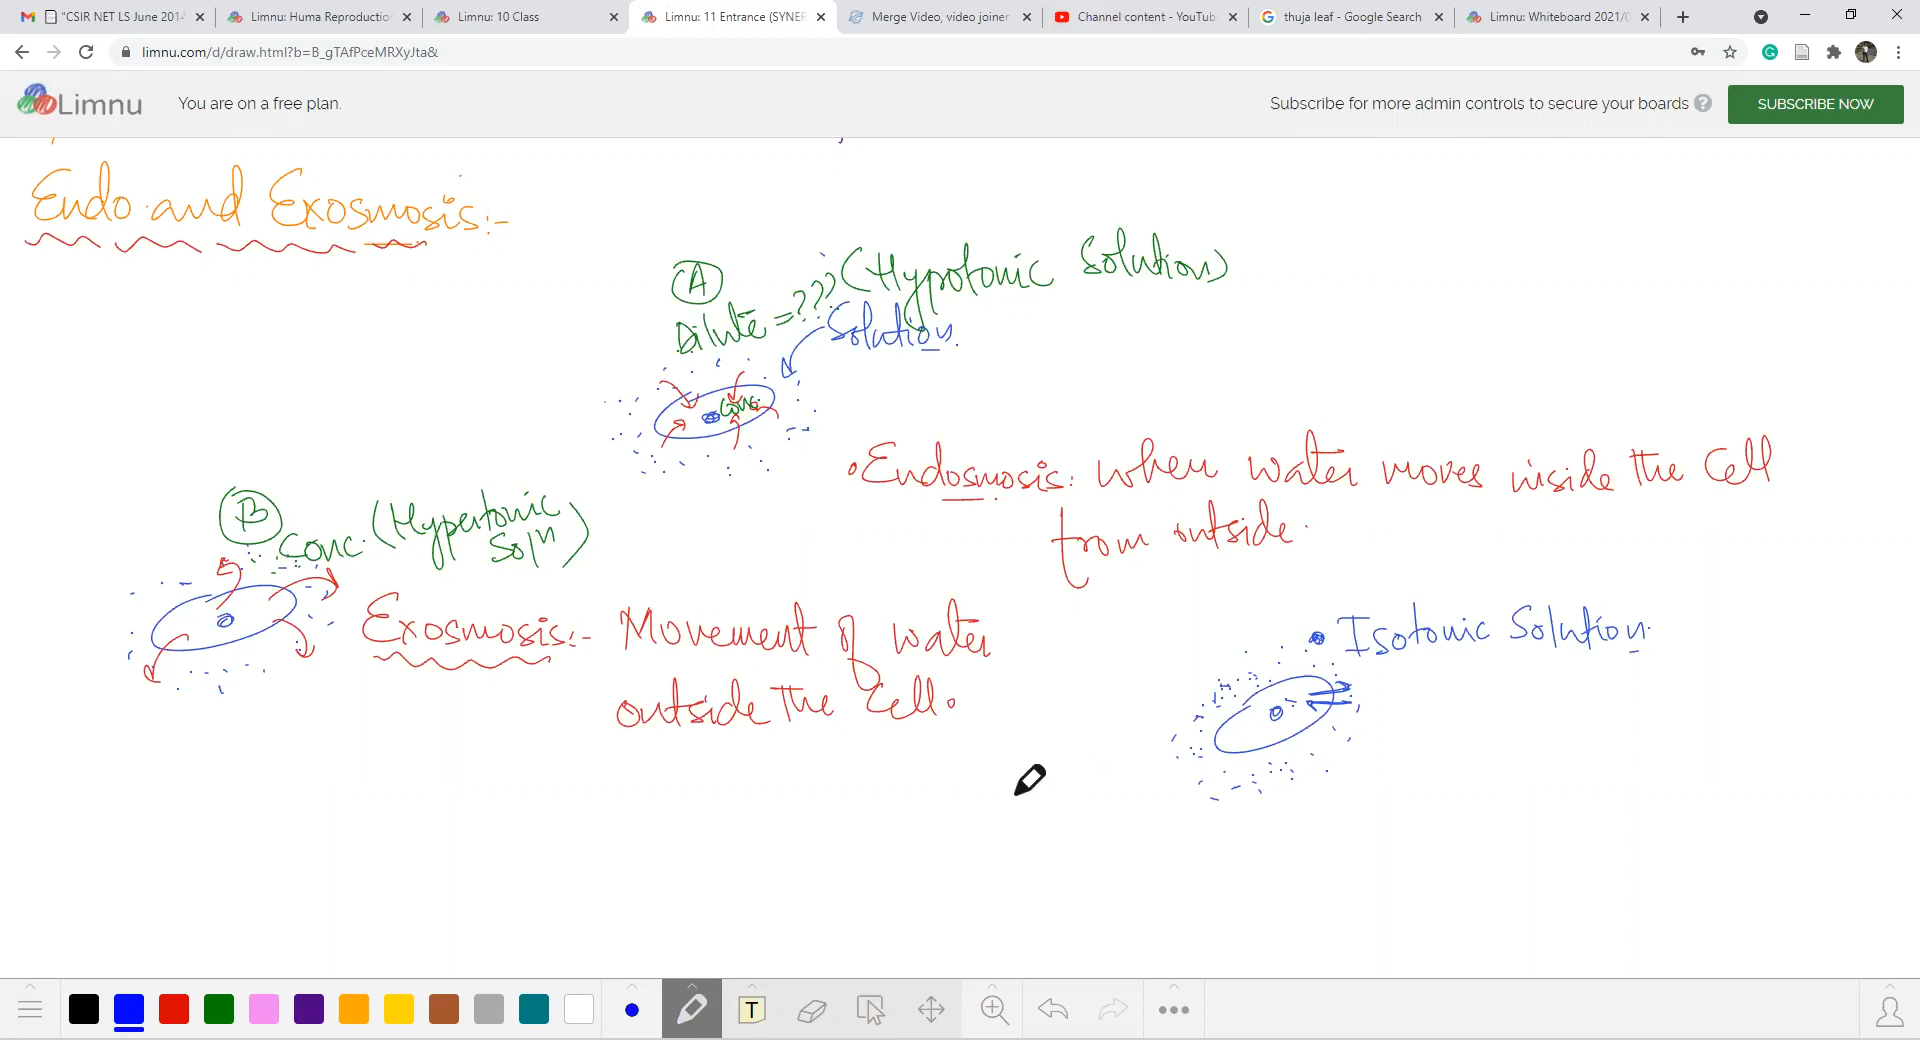 "CSIR NET LS June 2014
Limnu: Huma Reproductio
Limnu: 10 Class
Limnu: 11 Entrance (SYNER
Merge Video, video joiner
Channel content - YouTub
thuja leaf - Google Search
Limnu: Whiteboard 2021/0
limnu.com/d/draw.html?b=B_gTAfPceMRXyJta&
Limnu
You are on a free plan.
Subscribe for more admin controls to secure your boards ?
SUBSCRIBE NOW
Endo and Exosmosis:-
A
(Hypotonic Solution)
Dilute = ???
Solution.
Conc.
• Endosmosis: when water moves inside the Cell
from outside.
B
Conc. (Hypertonic
Soln)
Exosmosis:- Movement of water
outside the Cell.
• Isotonic Solution.
T